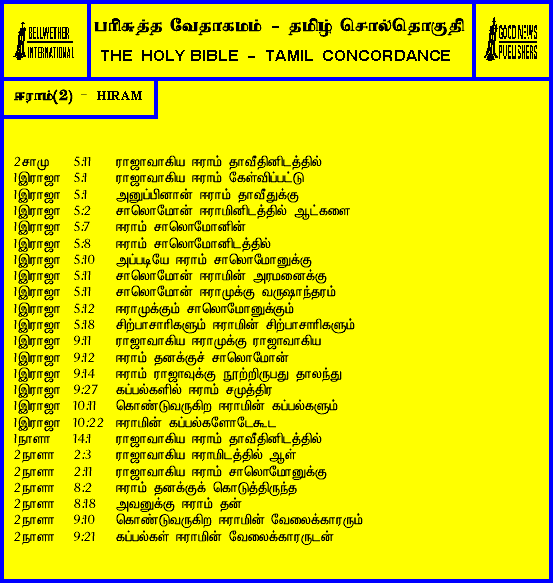 BELLWETHER
INTERNATIONAL
பரிசுத்த வேதாகமம் - தமிழ் சொல்தொகுதி
THE HOLY BIBLE - TAMIL CONCORDANCE
GOOD NEWS
PUBLISHERS
ஈராம்(2) - HIRAM
2சாமு 5:11 ராஜாவாகிய ஈராம் தாவீதினிடத்தில்
1இராஜா 5:1 ராஜாவாகிய ஈராம் கேள்விப்பட்டு
1இராஜா 5:1 அனுப்பினான் ஈராம் தாவீதுக்கு
1இராஜா 5:2 சாலொமோன் ஈராமினிடத்தில் ஆட்களை
1இராஜா 5:7 ஈராம் சாலொமோனின்
1இராஜா 5:8 ஈராம் சாலொமோனிடத்தில்
1இராஜா 5:10 அப்படியே ஈராம் சாலொமோனுக்கு
1இராஜா 5:11 சாலொமோன் ஈராமின் அரமனைக்கு
1இராஜா 5:11 சாலொமோன் ஈராமுக்கு வருஷாந்தரம்
1இராஜா 5:12 ஈராமுக்கும் சாலொமோனுக்கும்
1இராஜா 5:18 சிற்பாசாரிகளும் ஈராமின் சிற்பாசாரிகளும்
1இராஜா 9:11 ராஜாவாகிய ஈராமுக்கு ராஜாவாகிய
1இராஜா 9:12 ஈராம் தனக்குச் சாலொமோன்
1இராஜா 9:14 ஈராம் ராஜாவுக்கு நூற்றிருபது தாலந்து
1இராஜா 9:27 கப்பல்களில் ஈராம் சமுத்திர
1இராஜா 10:11 கொண்டுவருகிற ஈராமின் கப்பல்களும்
1இராஜா 10:22 ஈராமின் கப்பல்களோடேகூட
1நாளா 14:1 ராஜாவாகிய ஈராம் தாவீதினிடத்தில்
2நாளா 2:3 ராஜாவாகிய ஈராமிடத்தில் ஆள்
2நாளா 2:11 ராஜாவாகிய ஈராம் சாலொமோனுக்கு
2நாளா 8:2 ஈராம் தனக்குக் கொடுத்திருந்த
2நாளா 8:18 அவனுக்கு ஈராம் தன்
2நாளா 9:10 கொண்டுவருகிற ஈராமின் வேலைக்காரரும்
2நாளா 9:21 கப்பல்கள் ஈராமின் வேலைக்காரருடன்